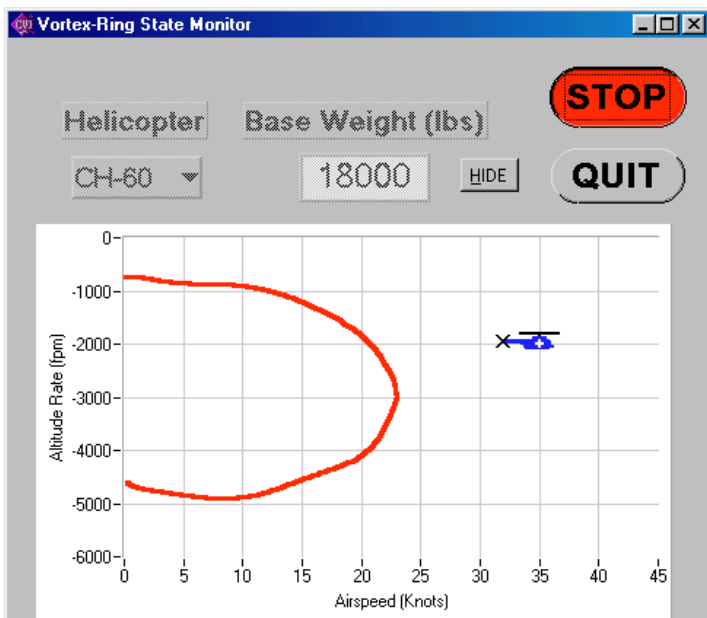 CVI Vortex-Ring State Monitor
STOP
Helicopter Base Weight (lbs)
CH-60 18000 HIDE QUIT
0
-1000
-2000
-3000
-4000
-5000
-6000
Altitude Rate (fpm)
0 5 10 15 20 25 30 35 40 45
Airspeed (Knots)